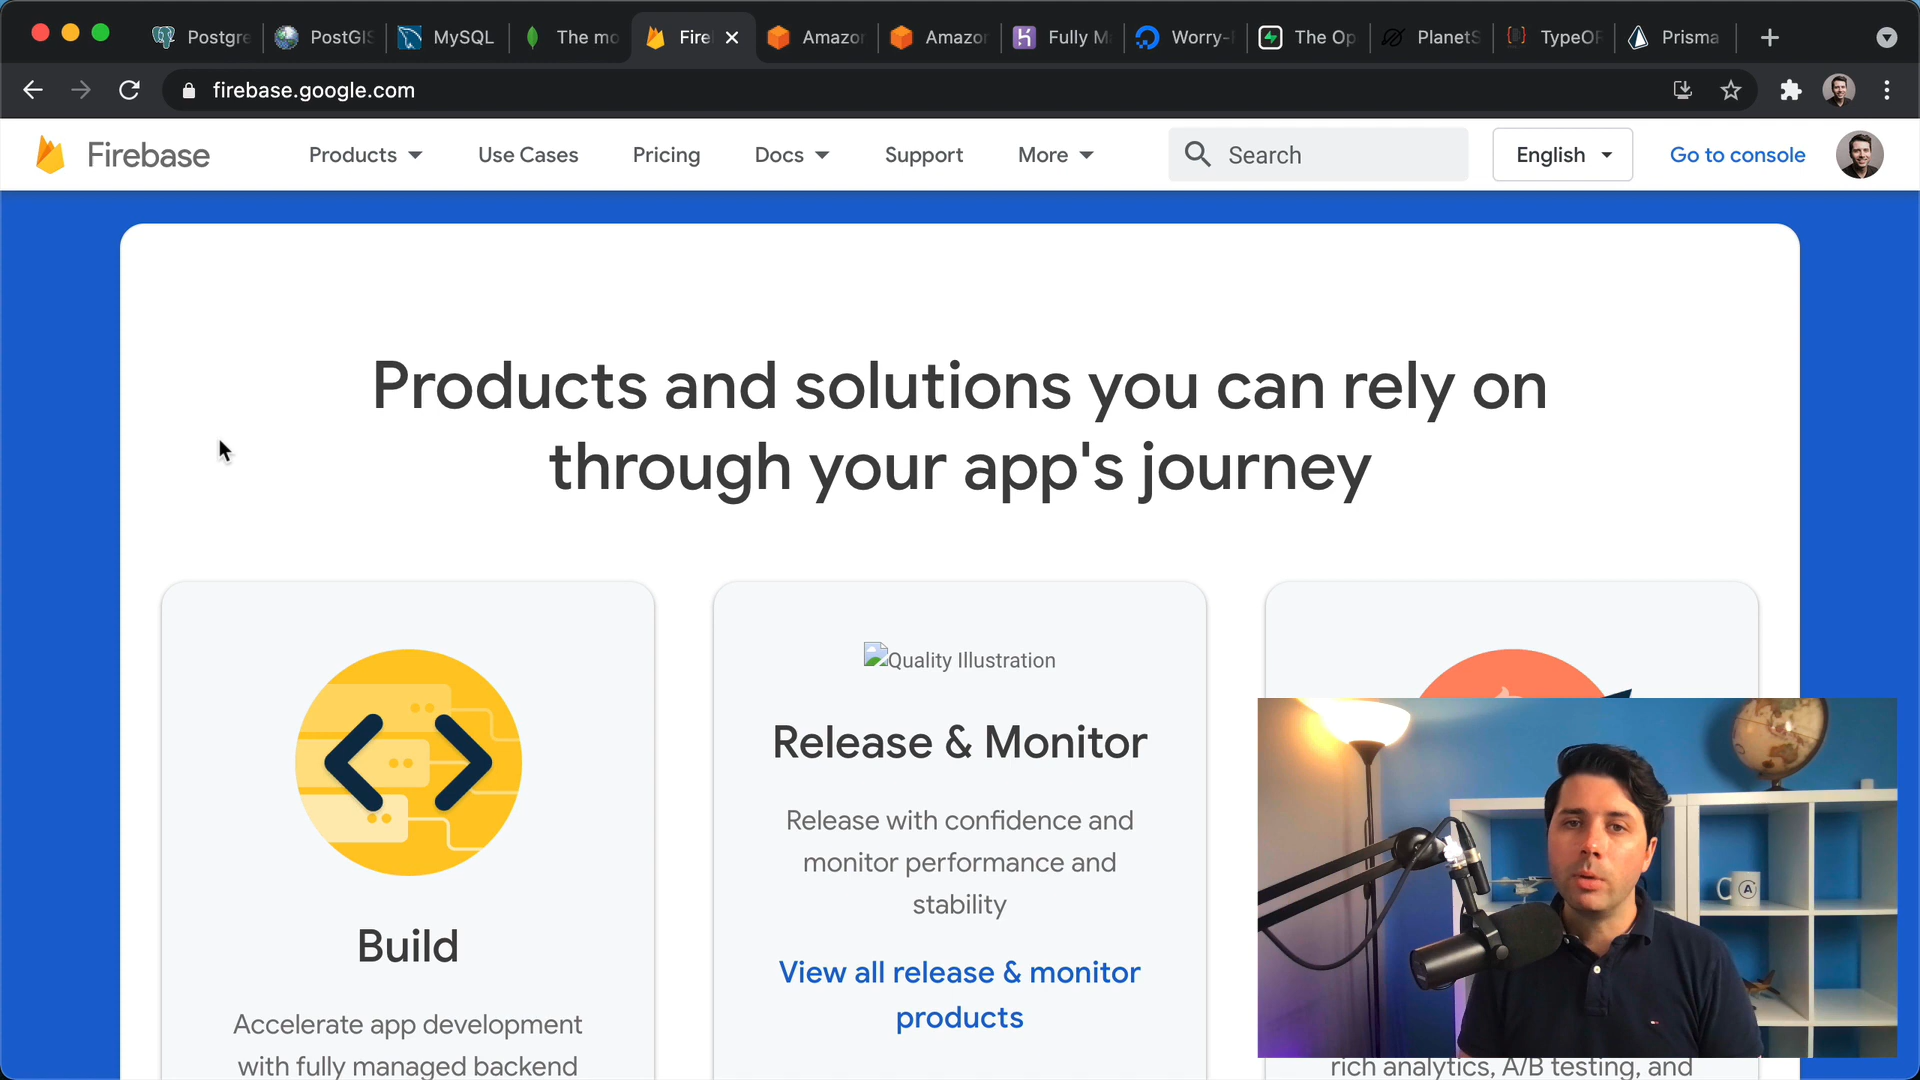 Postgre
PostGIS
MySQL
The mo
Fire
Amazon
Amazon
Fully M
Worry-
The Op
PlanetS
TypeOR
Prisma
firebase.google.com
Firebase
Products
Use Cases
Pricing
Docs
Support
More
Search
English
Go to console
Products and solutions you can rely on
through your app's journey
Build
Accelerate app development
with fully managed backend
Quality Illustration
Release & Monitor
Release with confidence and
monitor performance and
stability
View all release & monitor
products
rich analytics, A/B testing, and
A